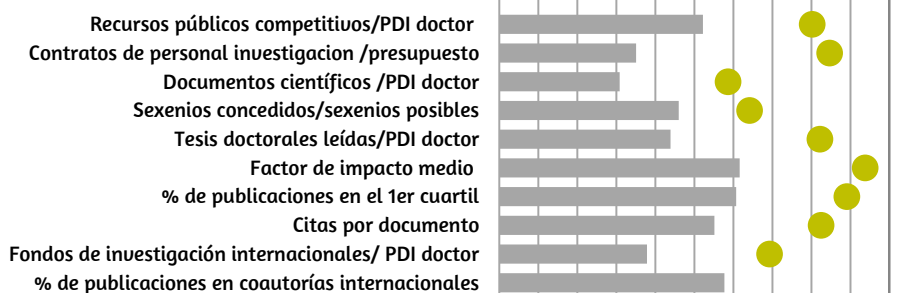 Recursos públicos competitivos/PDI doctor
Contratos de personal investigacion /presupuesto
Documentos científicos /PDI doctor
Sexenios concedidos/sexenios posibles
Tesis doctorales leídas/PDI doctor
Factor de impacto medio
% de publicaciones en el 1er cuartil
Citas por documento
Fondos de investigación internacionales/ PDI doctor
% de publicaciones en coautorías internacionales